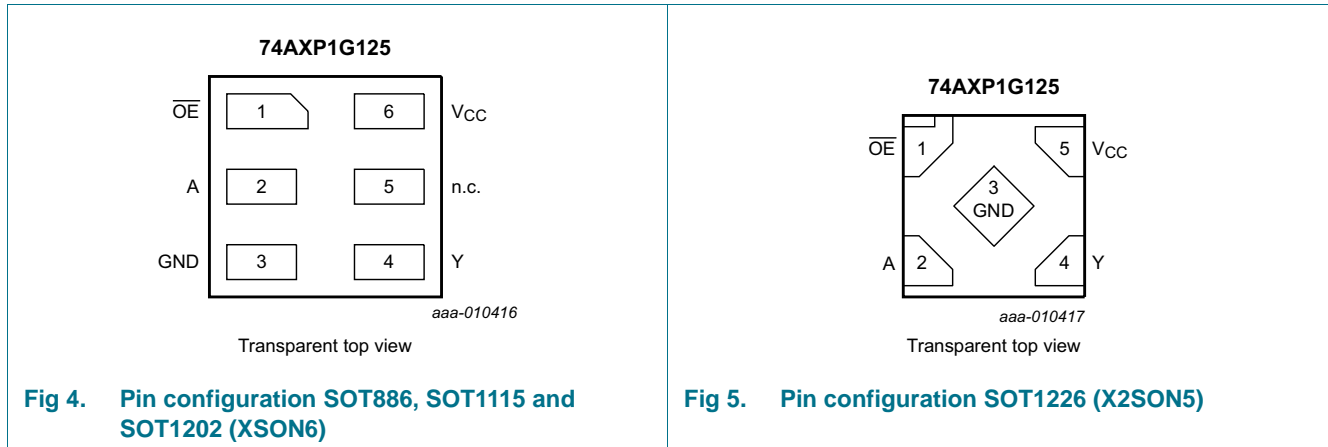 74AXP1G125
OE 1 6 VCC
A 2 5 n.c.
GND 3 4 Y
aaa-010416
Transparent top view
Fig 4. Pin configuration SOT886, SOT1115 and
SOT1202 (XSON6)
74AXP1G125
OE 1 5 VCC
3
GND
A 2 4 Y
aaa-010417
Transparent top view
Fig 5. Pin configuration SOT1226 (X2SON5)